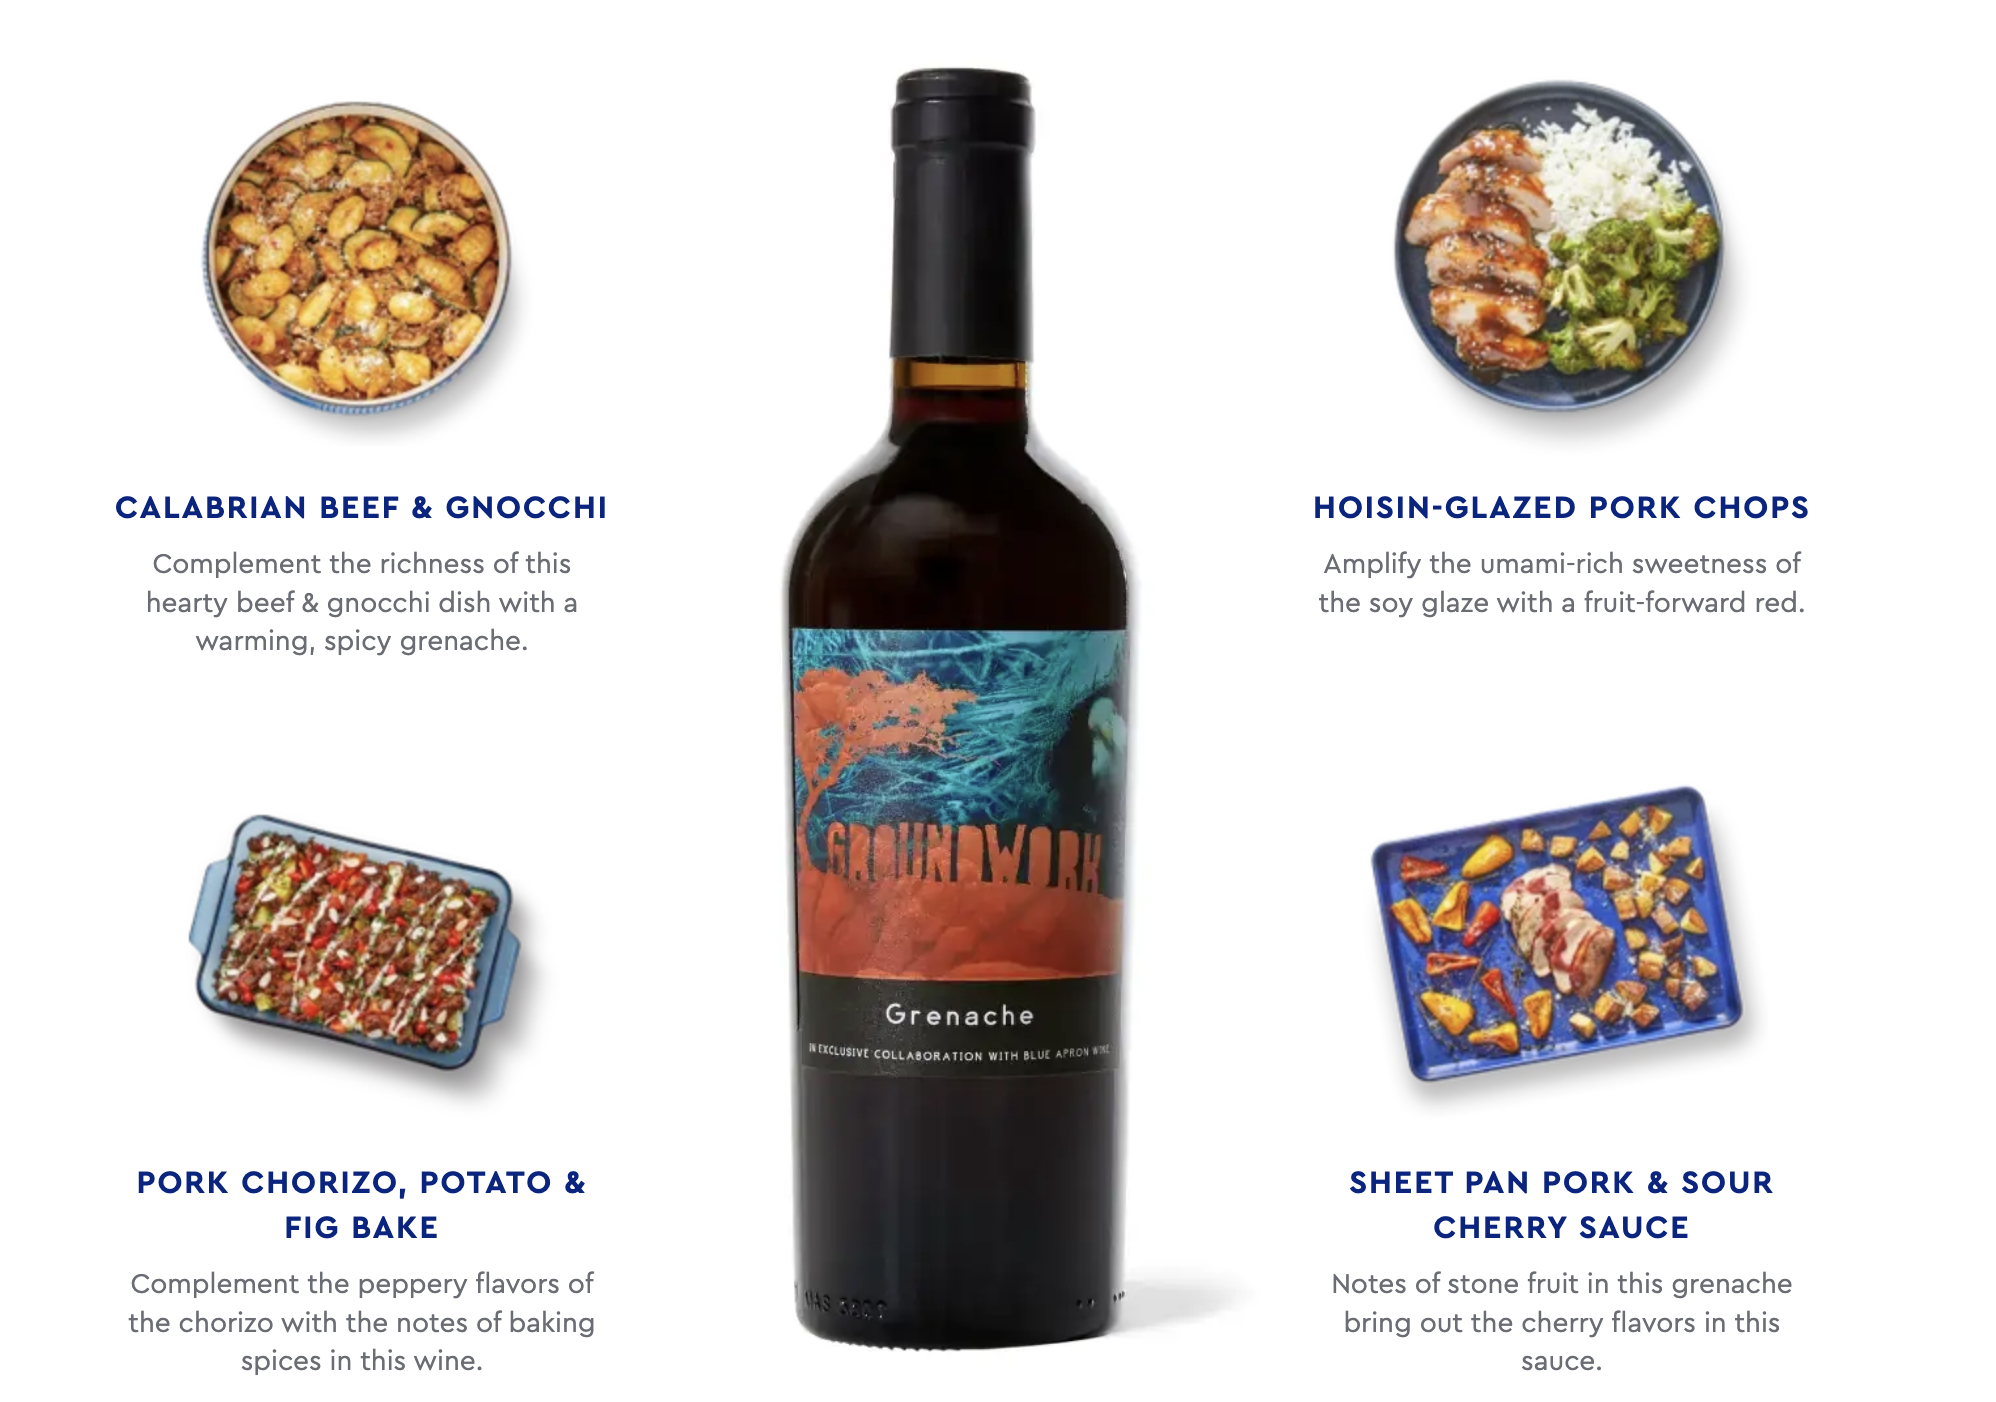 CALABRIAN BEEF & GNOCCHI
Complement the richness of this
hearty beef & gnocchi dish with a
warming, spicy grenache.
PORK CHORIZO, POTATO &
FIG BAKE
Complement the peppery flavors of
the chorizo with the notes of baking
spices in this wine.
GROUNDWORK
Grenache
IN EXCLUSIVE COLLABORATION WITH BLUE APRON WINE
HOISIN-GLAZED PORK CHOPS
Amplify the umami-rich sweetness of
the soy glaze with a fruit-forward red.
SHEET PAN PORK & SOUR
CHERRY SAUCE
Notes of stone fruit in this grenache
bring out the cherry flavors in this
sauce.